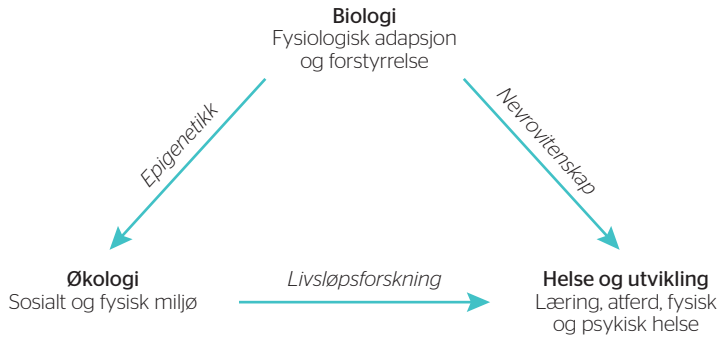 Biologi
Fysiologisk adapsjon
og forstyrrelse
Epigenetikk
Nevrovitenskap
Økologi
Sosialt og fysisk miljø
Livsløpsforskning
Helse og utvikling
Læring, atferd, fysisk
og psykisk helse